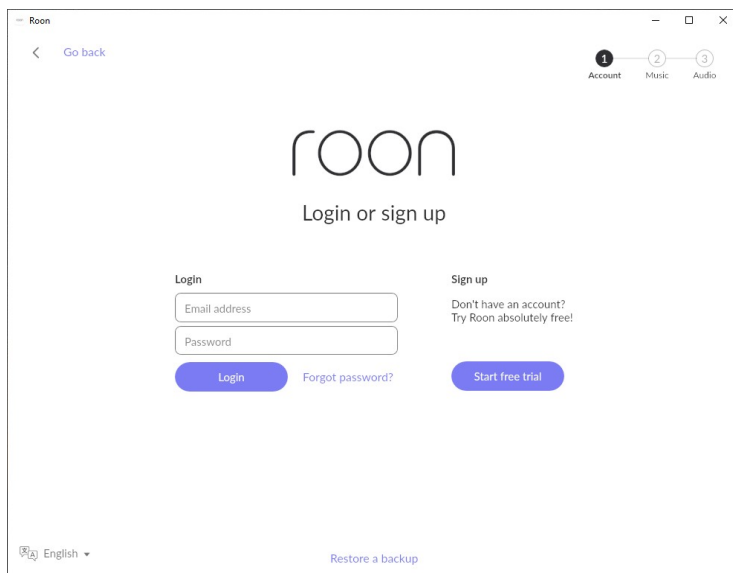 Roon
Go back
1 2 3
Account Music Audio
roon
Login or sign up
Login
Email address
Password
Login Forgot password?
Sign up
Don't have an account?
Try Roon absolutely free!
Start free trial
English
Restore a backup